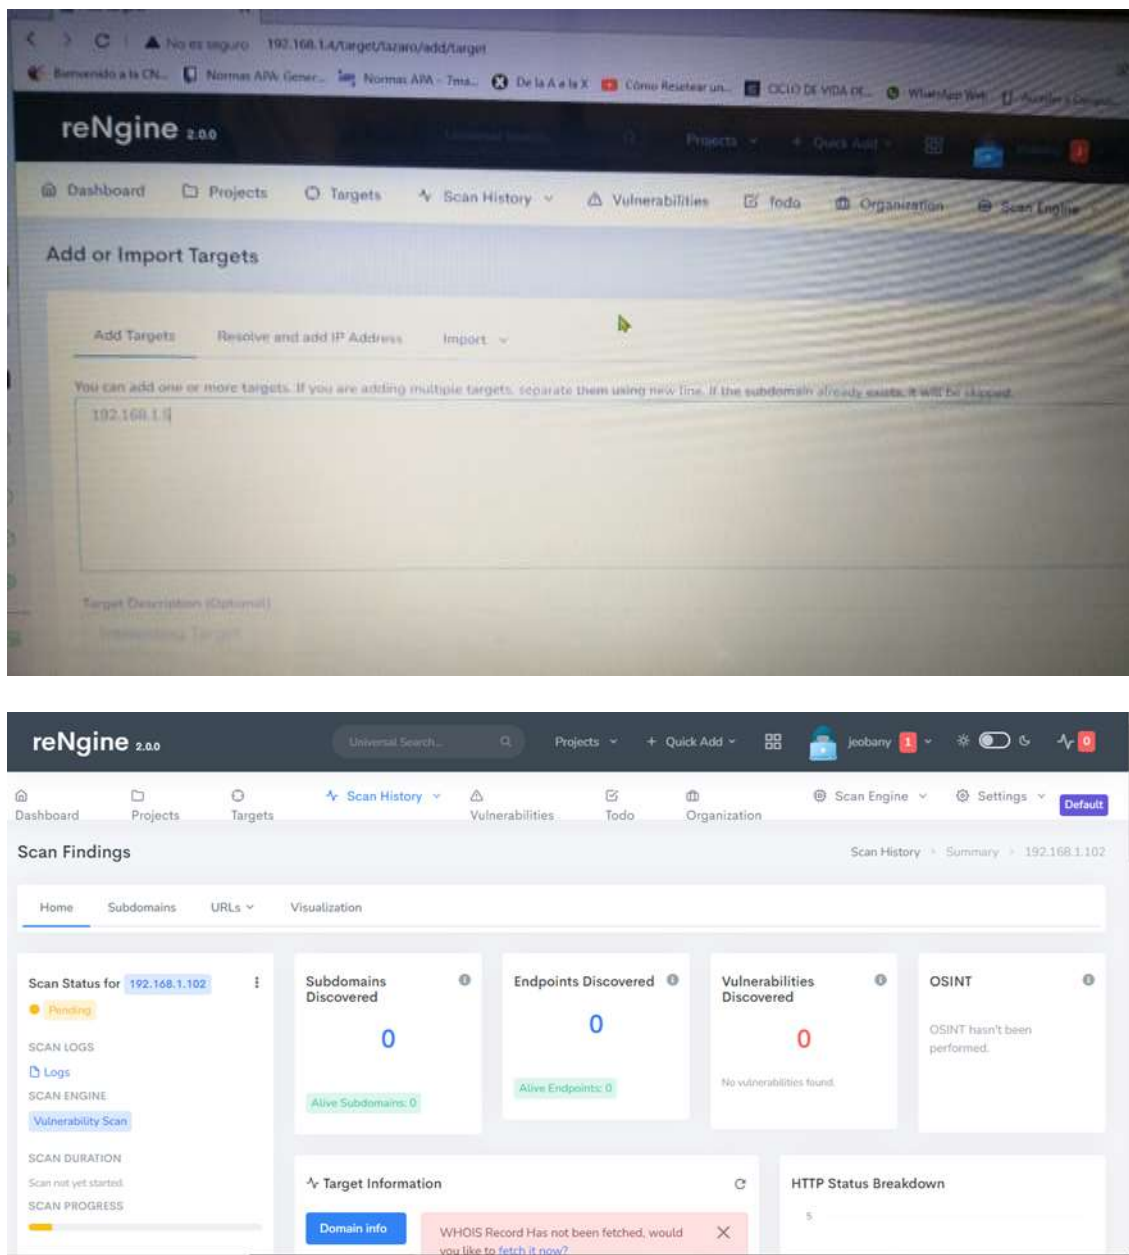 No es seguro 192.168.1.4/target/lazaro/add/target
Bienvenido a la CN... Normas APA Gener... Normas APA - 7ma... De la A a la X Cómo Resetear un... CICLO DE VIDA DE... WhatsApp Web
reNgine 2.0.0 Universal Search... Projects + Quick Add
Dashboard Projects Targets Scan History Vulnerabilities Todo Organization Scan Engine
Add or Import Targets
Add Targets Resolve and add IP Address Import
You can add one or more targets. If you are adding multiple targets, separate them using new line. If the subdomain already exists, it will be skipped.
Target Description (Optional)
Interesting Target
reNgine 2.0.0 Universal Search... Projects + Quick Add jeobany 1 0
Dashboard Projects Targets Scan History Vulnerabilities Todo Organization Scan Engine Settings Default
Scan Findings Scan History Summary 192.168.1.102
Home Subdomains URLs Visualization
Scan Status for 192.168.1.102
Pending
SCAN LOGS
Logs
SCAN ENGINE
Vulnerability Scan
SCAN DURATION
Scan not yet started
SCAN PROGRESS
Subdomains
Discovered
0
Alive Subdomains: 0
Endpoints Discovered
0
Alive Endpoints: 0
Vulnerabilities
Discovered
0
No vulnerabilities found.
OSINT
OSINT hasn't been
performed.
Target Information
Domain info
WHOIS Record Has not been fetched, would
you like to fetch it now?
HTTP Status Breakdown
5